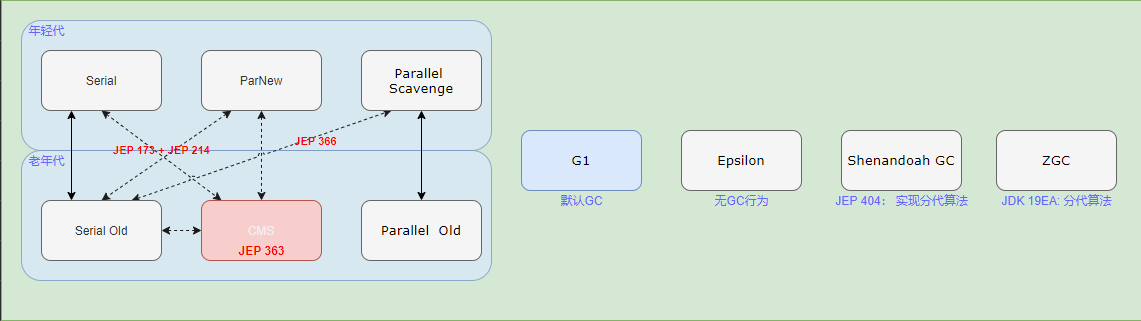 年轻代
Serial
ParNew
Parallel
Scavenge
JEP 173 + JEP 214
JEP 366
老年代
Serial Old
CMS
JEP 363
Parallel Old
G1
默认GC
Epsilon
无GC行为
Shenandoah GC
JEP 404： 实现分代算法
ZGC
JDK 19EA: 分代算法